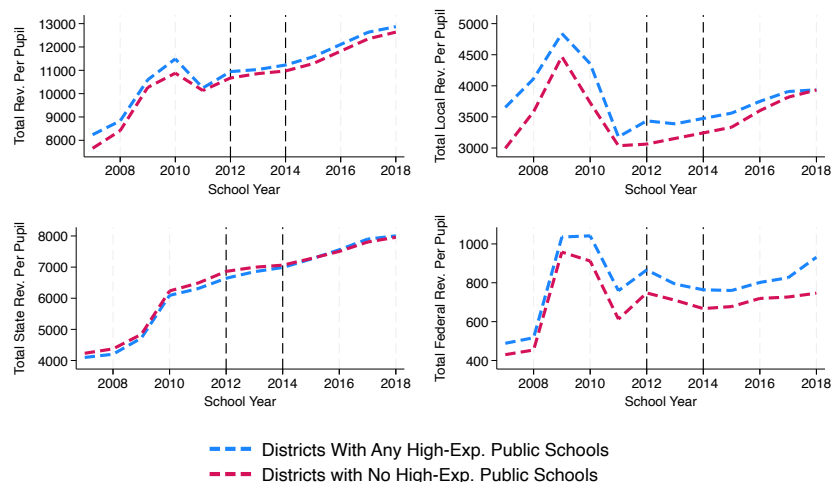 Total Rev. Per Pupil
13000
12000
11000
10000
9000
8000
2008 2010 2012 2014 2016 2018
School Year
Total Local Rev. Per Pupil
5000
4500
4000
3500
3000
2008 2010 2012 2014 2016 2018
School Year
Total State Rev. Per Pupil
8000
7000
6000
5000
4000
2008 2010 2012 2014 2016 2018
School Year
Total Federal Rev. Per Pupil
1000
800
600
400
2008 2010 2012 2014 2016 2018
School Year
Districts With Any High-Exp. Public Schools
Districts with No High-Exp. Public Schools